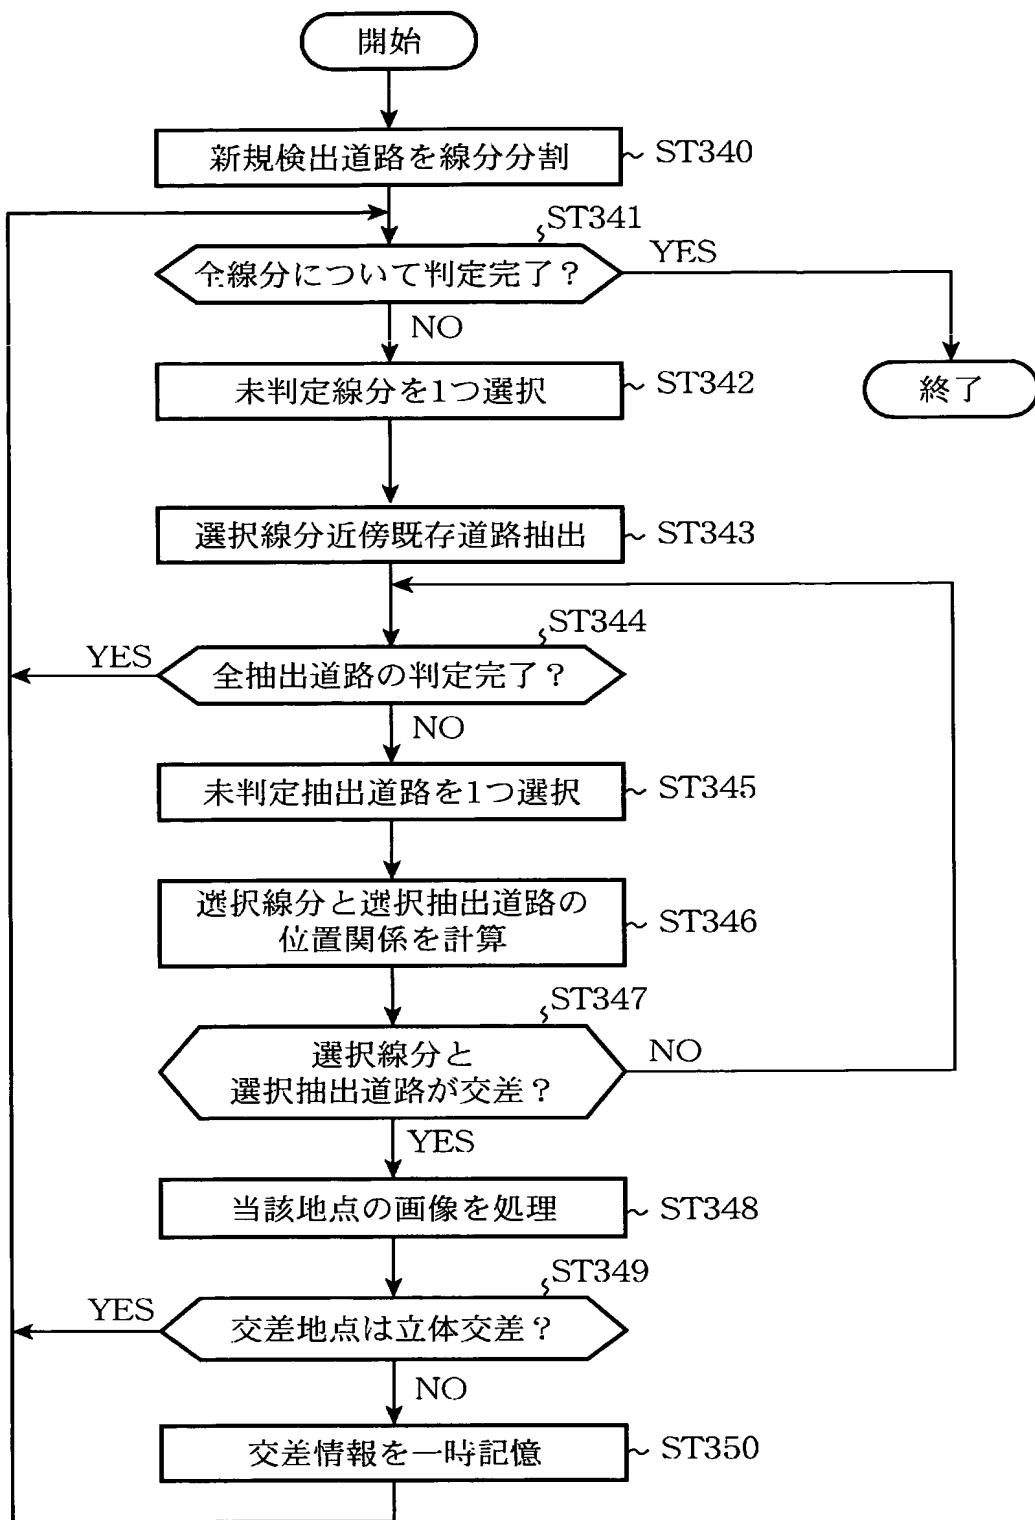 開始
新規検出道路を線分分割
ST340
ST341
全線分について判定完了？
YES
NO
終了
未判定線分を1つ選択
ST342
選択線分近傍既存道路抽出
ST343
ST344
YES
全抽出道路の判定完了？
NO
未判定抽出道路を1つ選択
ST345
選択線分と選択抽出道路の
位置関係を計算
ST346
ST347
選択線分と
選択抽出道路が交差？
NO
YES
当該地点の画像を処理
ST348
ST349
YES
交差地点は立体交差？
NO
交差情報を一時記憶
ST350